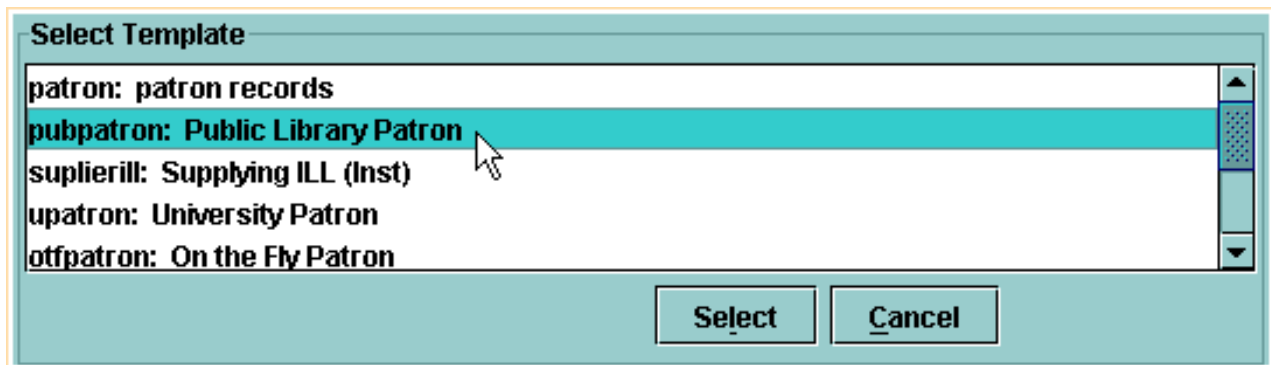 Select Template
patron: patron records
pubpatron: Public Library Patron
suplierill: Supplying ILL (Inst)
upatron: University Patron
otfpatron: On the Fly Patron
Select Cancel